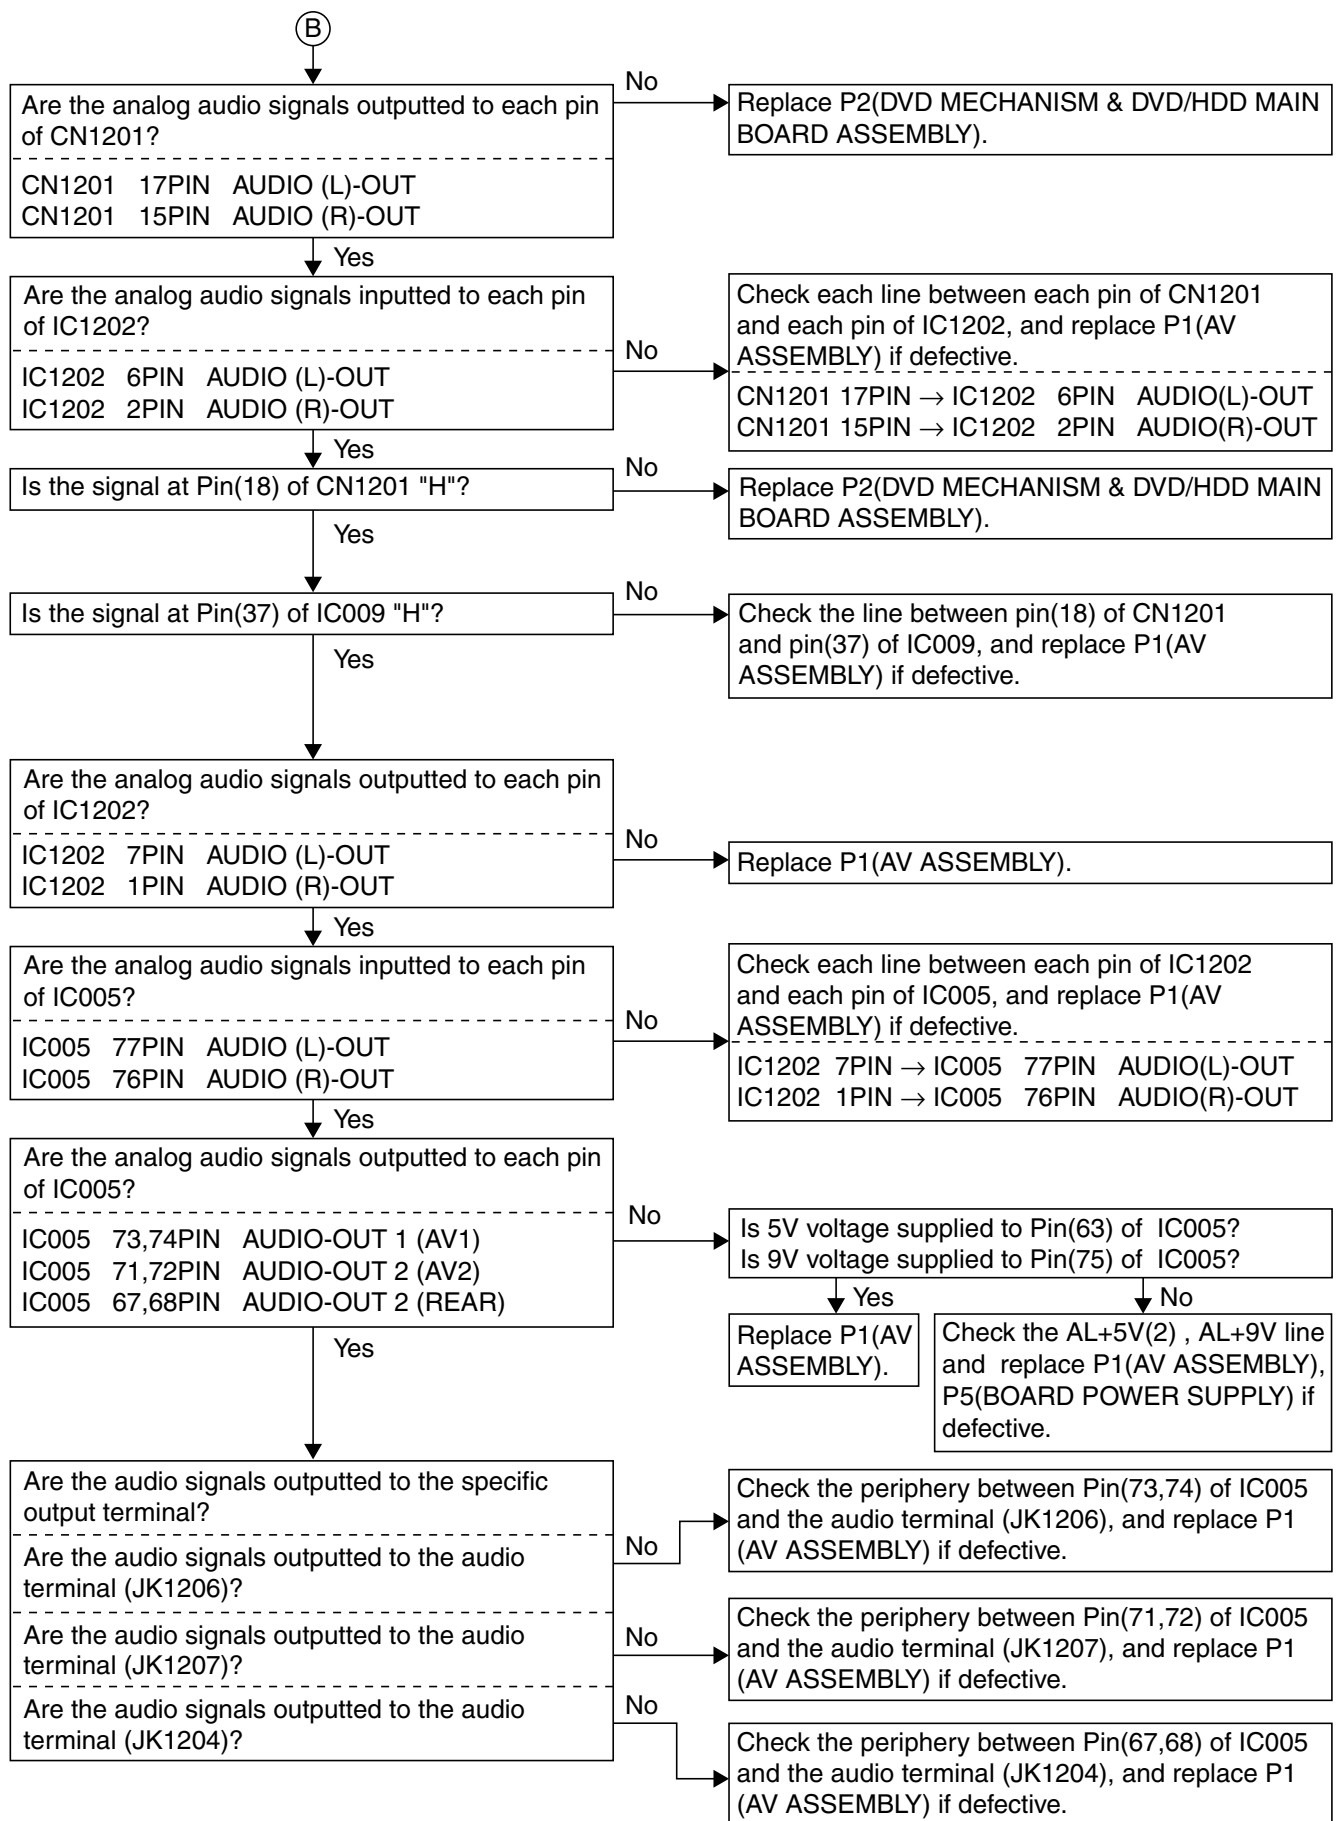 B
Are the analog audio signals outputted to each pin
of CN1201?
CN1201 17PIN AUDIO (L)-OUT
CN1201 15PIN AUDIO (R)-OUT
No
Replace P2(DVD MECHANISM & DVD/HDD MAIN
BOARD ASSEMBLY).
Yes
Are the analog audio signals inputted to each pin
of IC1202?
IC1202 6PIN AUDIO (L)-OUT
IC1202 2PIN AUDIO (R)-OUT
No
Check each line between each pin of CN1201
and each pin of IC1202, and replace P1(AV
ASSEMBLY) if defective.
CN1201 17PIN → IC1202 6PIN AUDIO(L)-OUT
CN1201 15PIN → IC1202 2PIN AUDIO(R)-OUT
Yes
Is the signal at Pin(18) of CN1201 "H"?
No
Replace P2(DVD MECHANISM & DVD/HDD MAIN
BOARD ASSEMBLY).
Yes
Is the signal at Pin(37) of IC009 "H"?
No
Check the line between pin(18) of CN1201
and pin(37) of IC009, and replace P1(AV
ASSEMBLY) if defective.
Yes
Are the analog audio signals outputted to each pin
of IC1202?
IC1202 7PIN AUDIO (L)-OUT
IC1202 1PIN AUDIO (R)-OUT
No
Replace P1(AV ASSEMBLY).
Yes
Are the analog audio signals inputted to each pin
of IC005?
IC005 77PIN AUDIO (L)-OUT
IC005 76PIN AUDIO (R)-OUT
No
Check each line between each pin of IC1202
and each pin of IC005, and replace P1(AV
ASSEMBLY) if defective.
IC1202 7PIN → IC005 77PIN AUDIO(L)-OUT
IC1202 1PIN → IC005 76PIN AUDIO(R)-OUT
Yes
Are the analog audio signals outputted to each pin
of IC005?
IC005 73,74PIN AUDIO-OUT 1 (AV1)
IC005 71,72PIN AUDIO-OUT 2 (AV2)
IC005 67,68PIN AUDIO-OUT 2 (REAR)
No
Is 5V voltage supplied to Pin(63) of IC005?
Is 9V voltage supplied to Pin(75) of IC005?
Yes
Replace P1(AV
ASSEMBLY).
No
Check the AL+5V(2) , AL+9V line
and replace P1(AV ASSEMBLY),
P5(BOARD POWER SUPPLY) if
defective.
Yes
Are the audio signals outputted to the specific
output terminal?
Are the audio signals outputted to the audio
terminal (JK1206)?
No
Check the periphery between Pin(73,74) of IC005
and the audio terminal (JK1206), and replace P1
(AV ASSEMBLY) if defective.
Are the audio signals outputted to the audio
terminal (JK1207)?
No
Check the periphery between Pin(71,72) of IC005
and the audio terminal (JK1207), and replace P1
(AV ASSEMBLY) if defective.
Are the audio signals outputted to the audio
terminal (JK1204)?
No
Check the periphery between Pin(67,68) of IC005
and the audio terminal (JK1204), and replace P1
(AV ASSEMBLY) if defective.